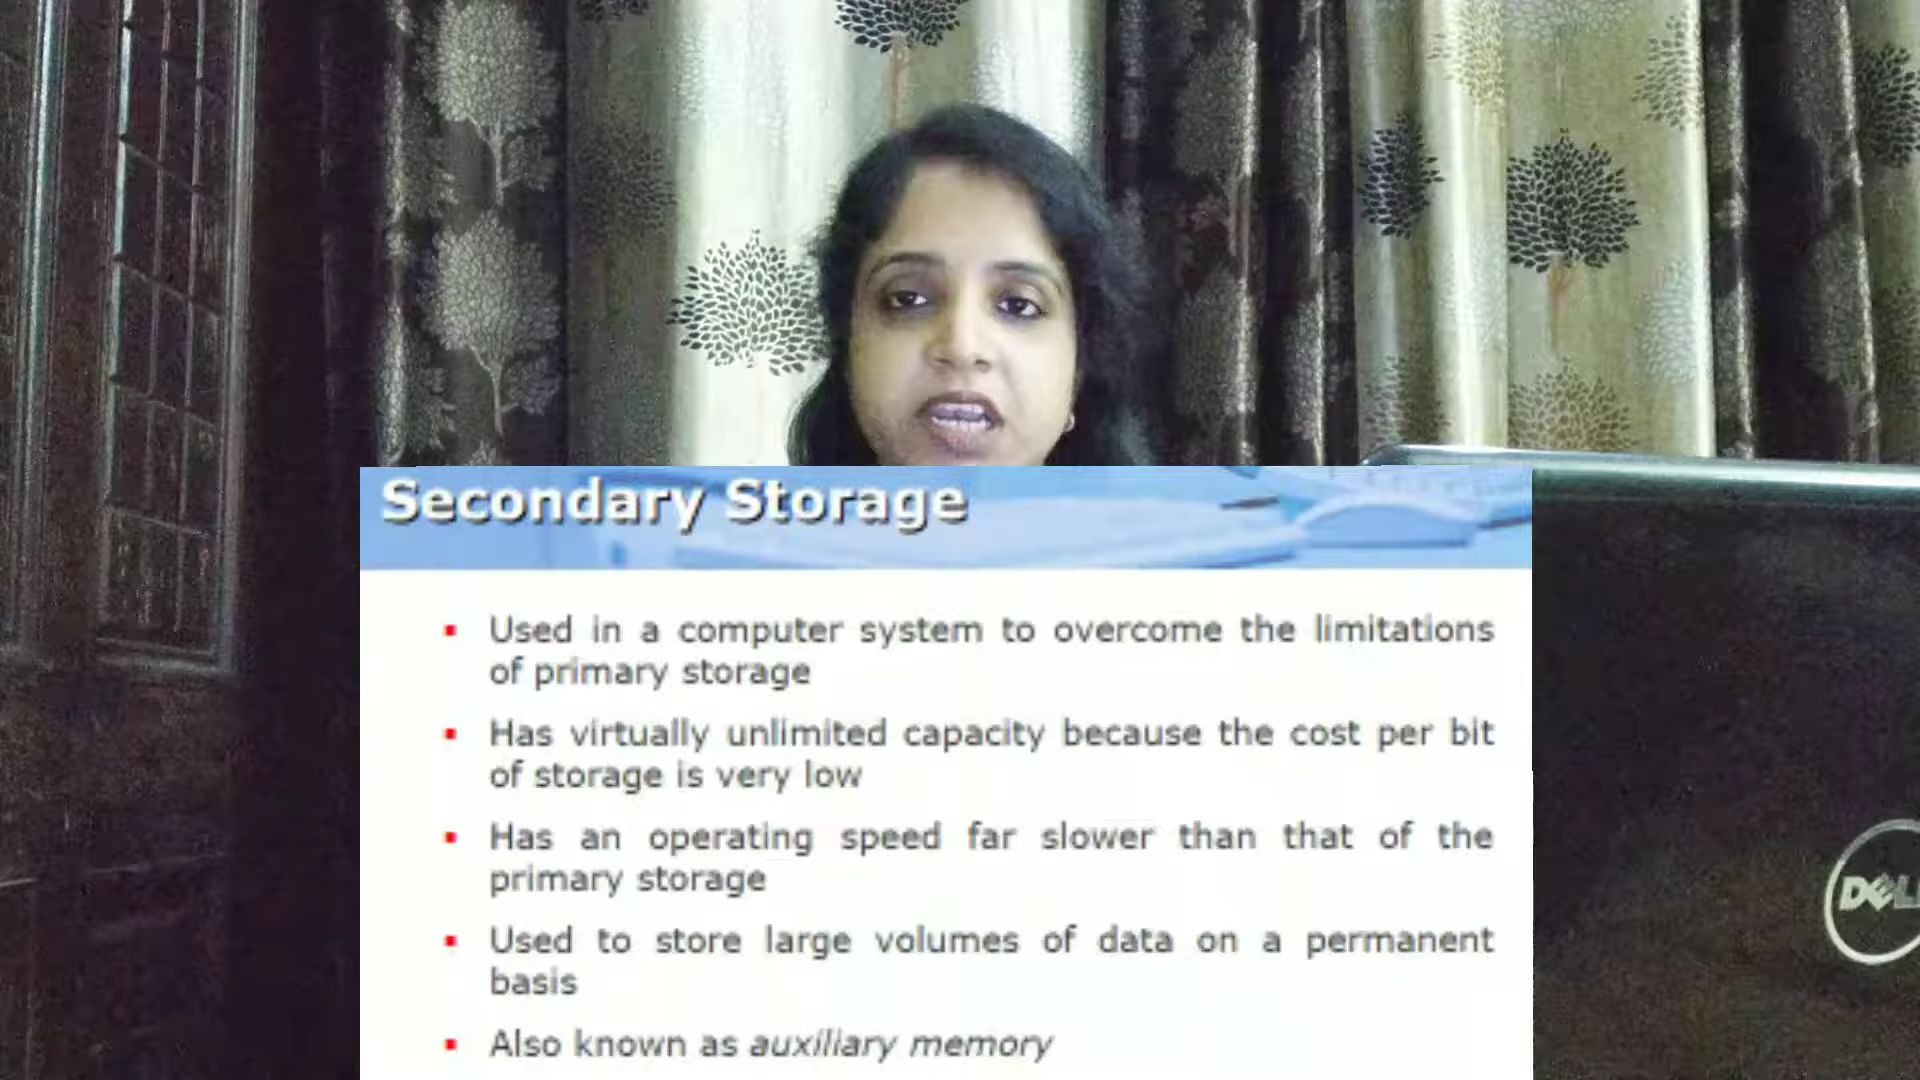 Secondary Storage
Used in a computer system to overcome the limitations
of primary storage
Has virtually unlimited capacity because the cost per bit
of storage is very low
Has an operating speed far slower than that of the
primary storage
Used to store large volumes of data on a permanent
basis
Also known as auxiliary memory
DELL